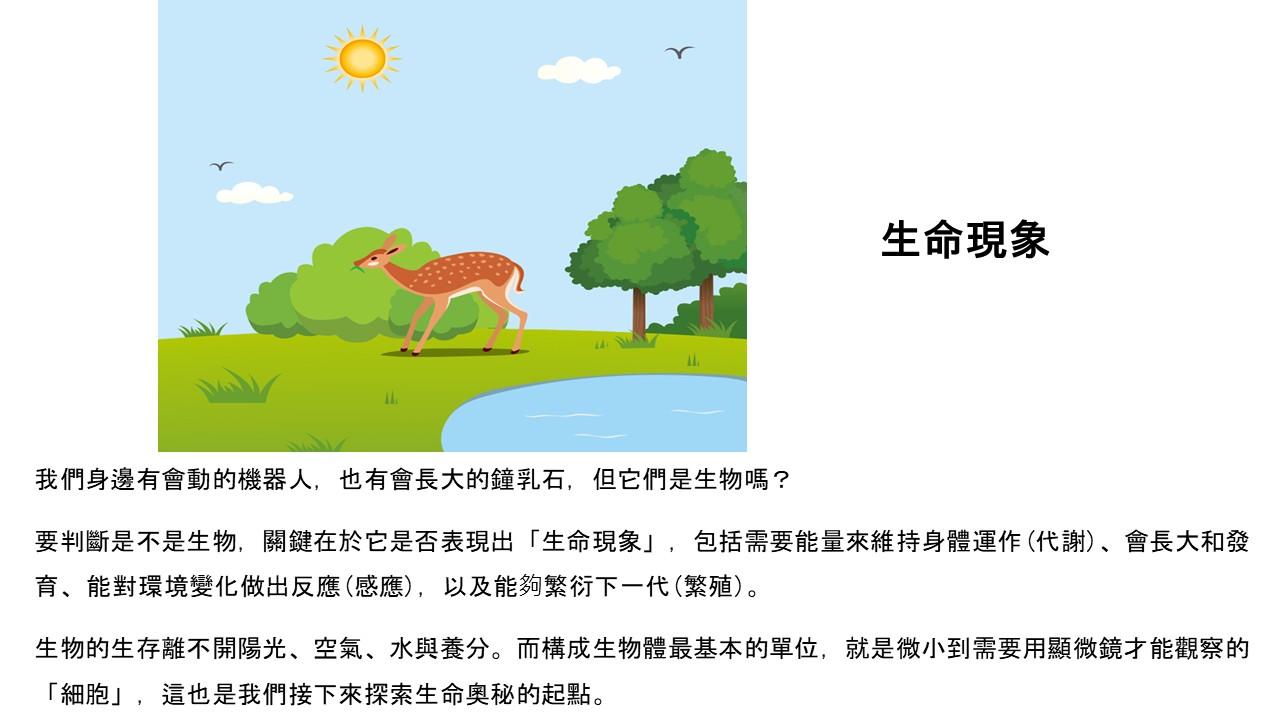 生命現象
我們身邊有會動的機器人，也有會長大的鐘乳石，但它們是生物嗎？
要判斷是不是生物，關鍵在於它是否表現出「生命現象」，包括需要能量來維持身體運作(代謝)、會長大和發
育、能對環境變化做出反應(感應)，以及能夠繁衍下一代(繁殖)。
生物的生存離不開陽光、空氣、水與養分。而構成生物體最基本的單位，就是微小到需要用顯微鏡才能觀察的
「細胞」，這也是我們接下來探索生命奧秘的起點。